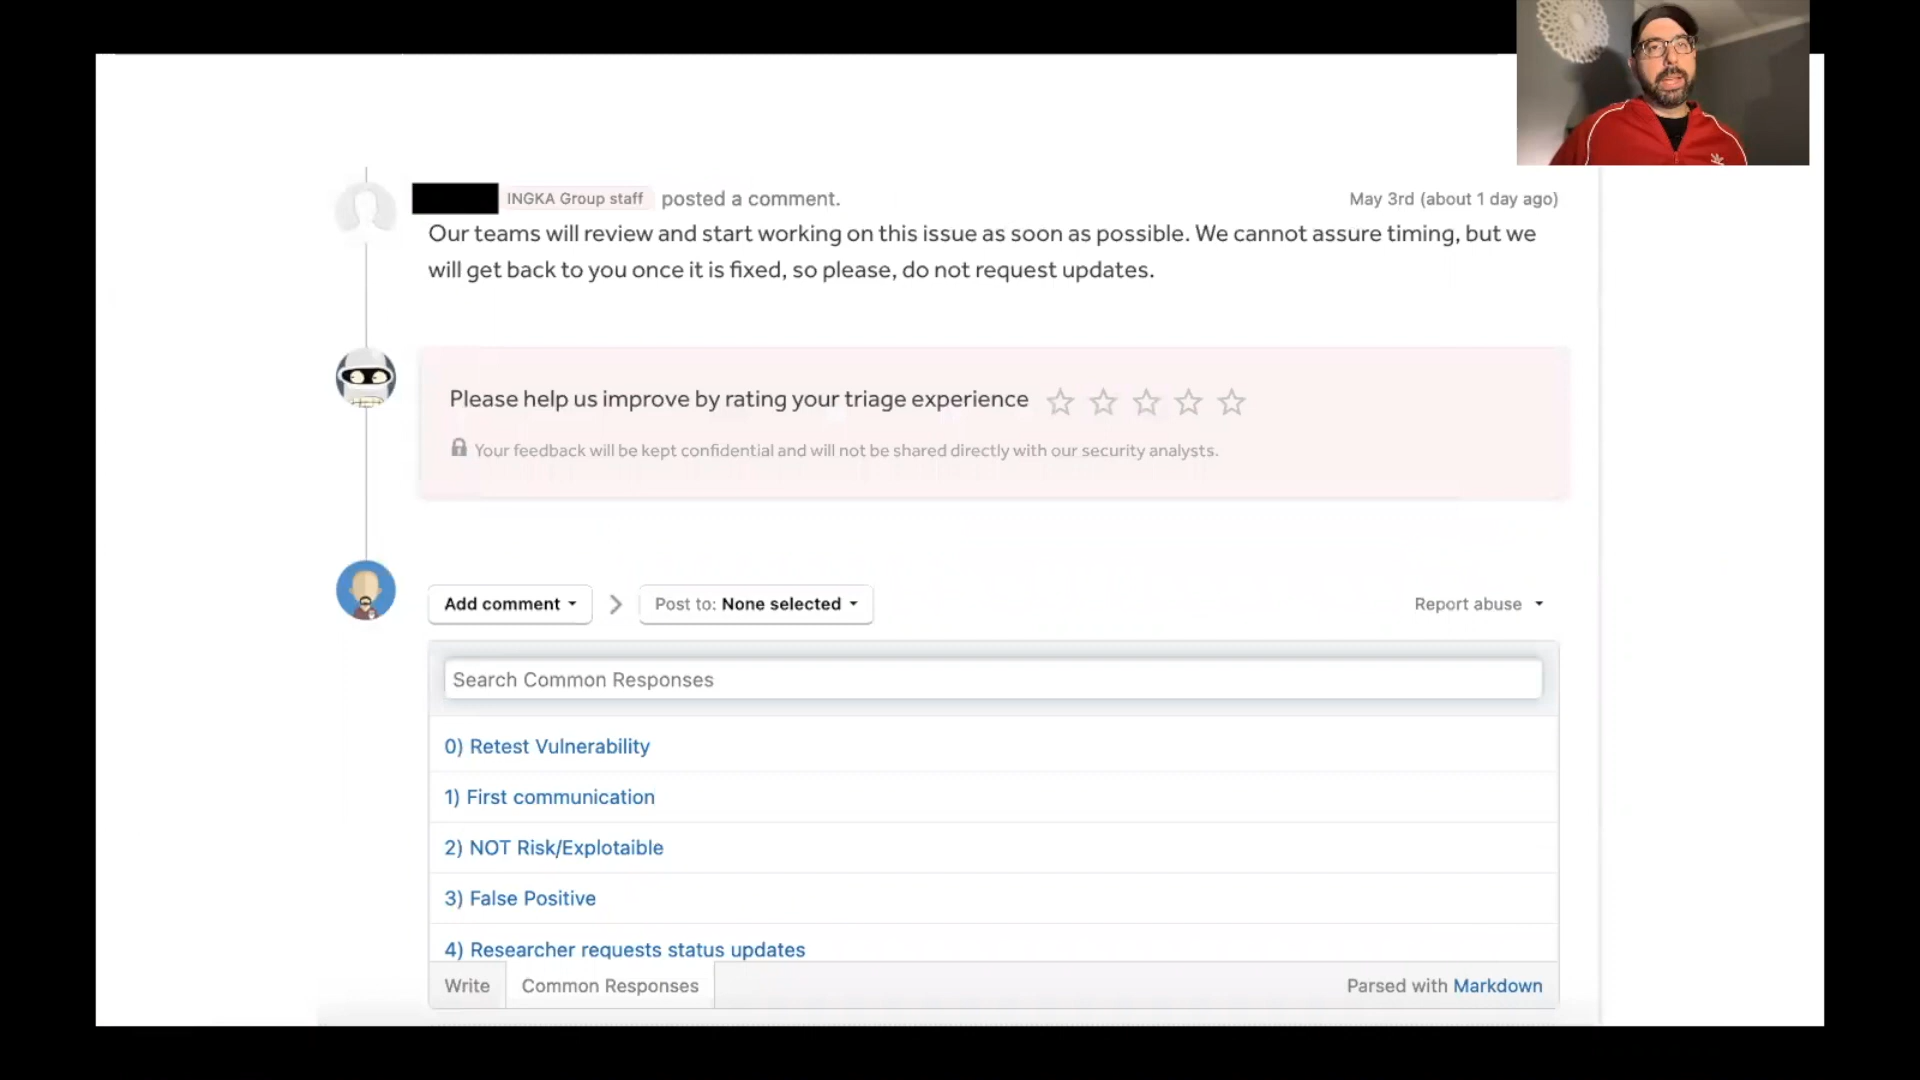 INGKA Group staff posted a comment. May 3rd (about 1 day ago)
Our teams will review and start working on this issue as soon as possible. We cannot assure timing, but we
will get back to you once it is fixed, so please, do not request updates.
Please help us improve by rating your triage experience
Your feedback will be kept confidential and will not be shared directly with our security analysts.
Add comment Post to: None selected Report abuse
Search Common Responses
0) Retest Vulnerability
1) First communication
2) NOT Risk/Explotaible
3) False Positive
4) Researcher requests status updates
Write Common Responses Parsed with Markdown